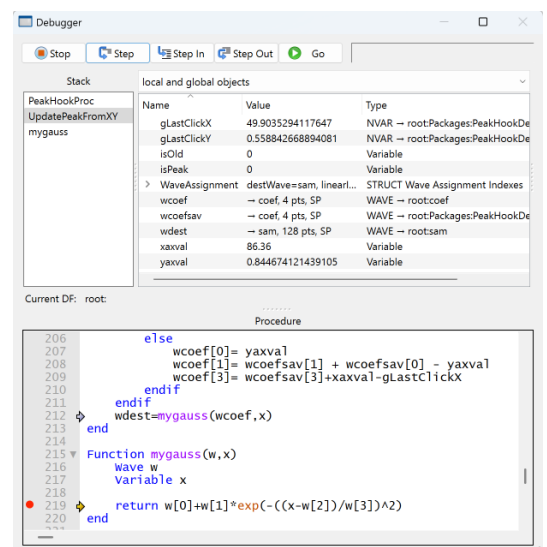 Debugger
Stop Step Step In Step Out Go
Stack
PeakHookProc
UpdatePeakFromXY
mygauss
local and global objects
Name Value Type
gLastClickX 49.9035294117647 NVAR → root:Packages:PeakHookDe
gLastClickY 0.558842668894081 NVAR → root:Packages:PeakHookDe
isOld 0 Variable
isPeak 0 Variable
WaveAssignment destWave=sam, linearl... STRUCT Wave Assignment Indexes
wcoef → coef, 4 pts, SP WAVE → root:coef
wcoefsav → coef, 4 pts, SP WAVE → root:Packages:PeakHookDe
wdest → sam, 128 pts, SP WAVE → root:sam
xaxval 86.36 Variable
yaxval 0.844674121439105 Variable
Current DF: root:
Procedure
206 else
207 wcoef[0]= yaxval
208 wcoef[1]= wcoefsav[1] + wcoefsav[0] - yaxval
209 wcoef[3]= wcoefsav[3]+xaxval-gLastClickX
210 endif
211 endif
212 wdest=mygauss(wcoef,x)
213 end
214
215 Function mygauss(w,x)
216 Wave w
217 Variable x
218
219 return w[0]+w[1]*exp(-((x-w[2])/w[3])^2)
220 end